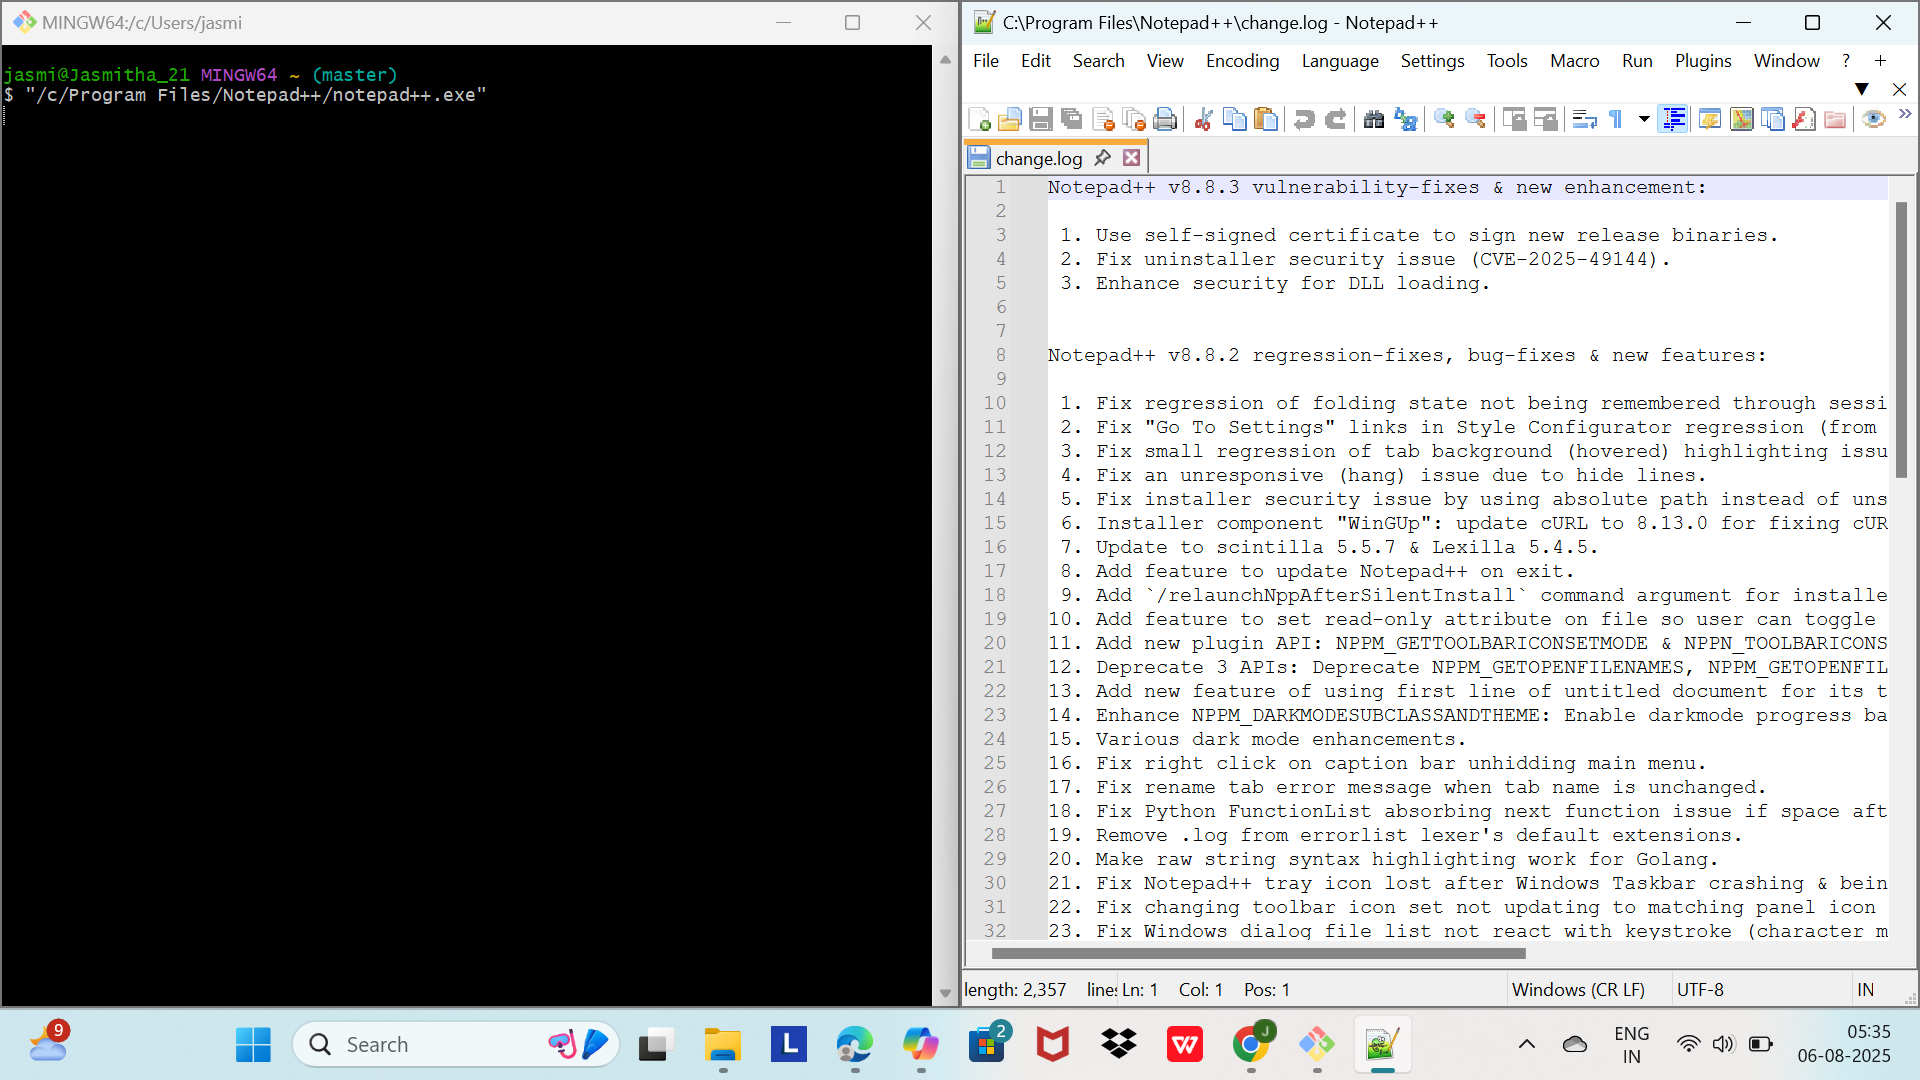 MINGW64:/c/Users/jasmi
jasmi@Jasmitha_21 MINGW64 ~ (master)
$ "/c/Program Files/Notepad++/notepad++.exe"
C:\Program Files\Notepad++\change.log - Notepad++
File Edit Search View Encoding Language Settings Tools Macro Run Plugins Window ? +
change.log
1 Notepad++ v8.8.3 vulnerability-fixes & new enhancement:
2
3 1. Use self-signed certificate to sign new release binaries.
4 2. Fix uninstaller security issue (CVE-2025-49144).
5 3. Enhance security for DLL loading.
6
7
8 Notepad++ v8.8.2 regression-fixes, bug-fixes & new features:
9
10 1. Fix regression of folding state not being remembered through sessi
11 2. Fix "Go To Settings" links in Style Configurator regression (from
12 3. Fix small regression of tab background (hovered) highlighting issu
13 4. Fix an unresponsive (hang) issue due to hide lines.
14 5. Fix installer security issue by using absolute path instead of uns
15 6. Installer component "WinGUp": update cURL to 8.13.0 for fixing cUR
16 7. Update to scintilla 5.5.7 & Lexilla 5.4.5.
17 8. Add feature to update Notepad++ on exit.
18 9. Add `/relaunchNppAfterSilentInstall` command argument for installe
19 10. Add feature to set read-only attribute on file so user can toggle
20 11. Add new plugin API: NPPM_GETTOOLBARICONSETMODE & NPPN_TOOLBARICONS
21 12. Deprecate 3 APIs: Deprecate NPPM_GETOPENFILENAMES, NPPM_GETOPENFIL
22 13. Add new feature of using first line of untitled document for its t
23 14. Enhance NPPM_DARKMODESUBCLASSANDTHEME: Enable darkmode progress ba
24 15. Various dark mode enhancements.
25 16. Fix right click on caption bar unhidding main menu.
26 17. Fix rename tab error message when tab name is unchanged.
27 18. Fix Python FunctionList absorbing next function issue if space aft
28 19. Remove .log from errorlist lexer's default extensions.
29 20. Make raw string syntax highlighting work for Golang.
30 21. Fix Notepad++ tray icon lost after Windows Taskbar crashing & bein
31 22. Fix changing toolbar icon set not updating to matching panel icon
32 23. Fix Windows dialog file list not react with keystroke (character m
length: 2,357 lines Ln: 1 Col: 1 Pos: 1 Windows (CR LF) UTF-8 IN
9 Search L 2 W J ENG IN 05:35 06-08-2025